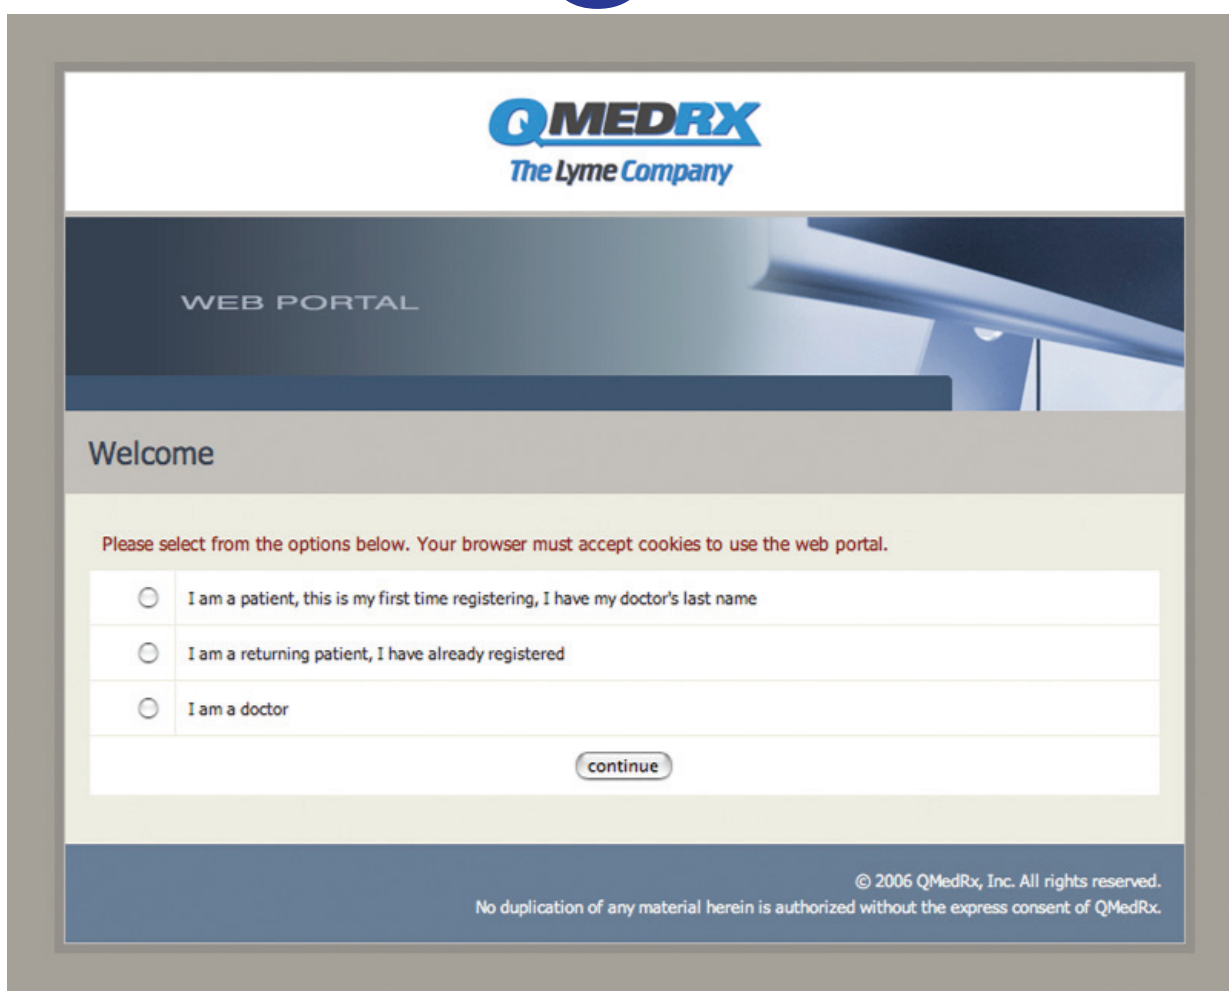 QMEDRX
The Lyme Company
WEB PORTAL
Welcome
Please select from the options below. Your browser must accept cookies to use the web portal.
I am a patient, this is my first time registering, I have my doctor's last name
I am a returning patient, I have already registered
I am a doctor
continue
© 2006 QMedRx, Inc. All rights reserved.
No duplication of any material herein is authorized without the express consent of QMedRx.